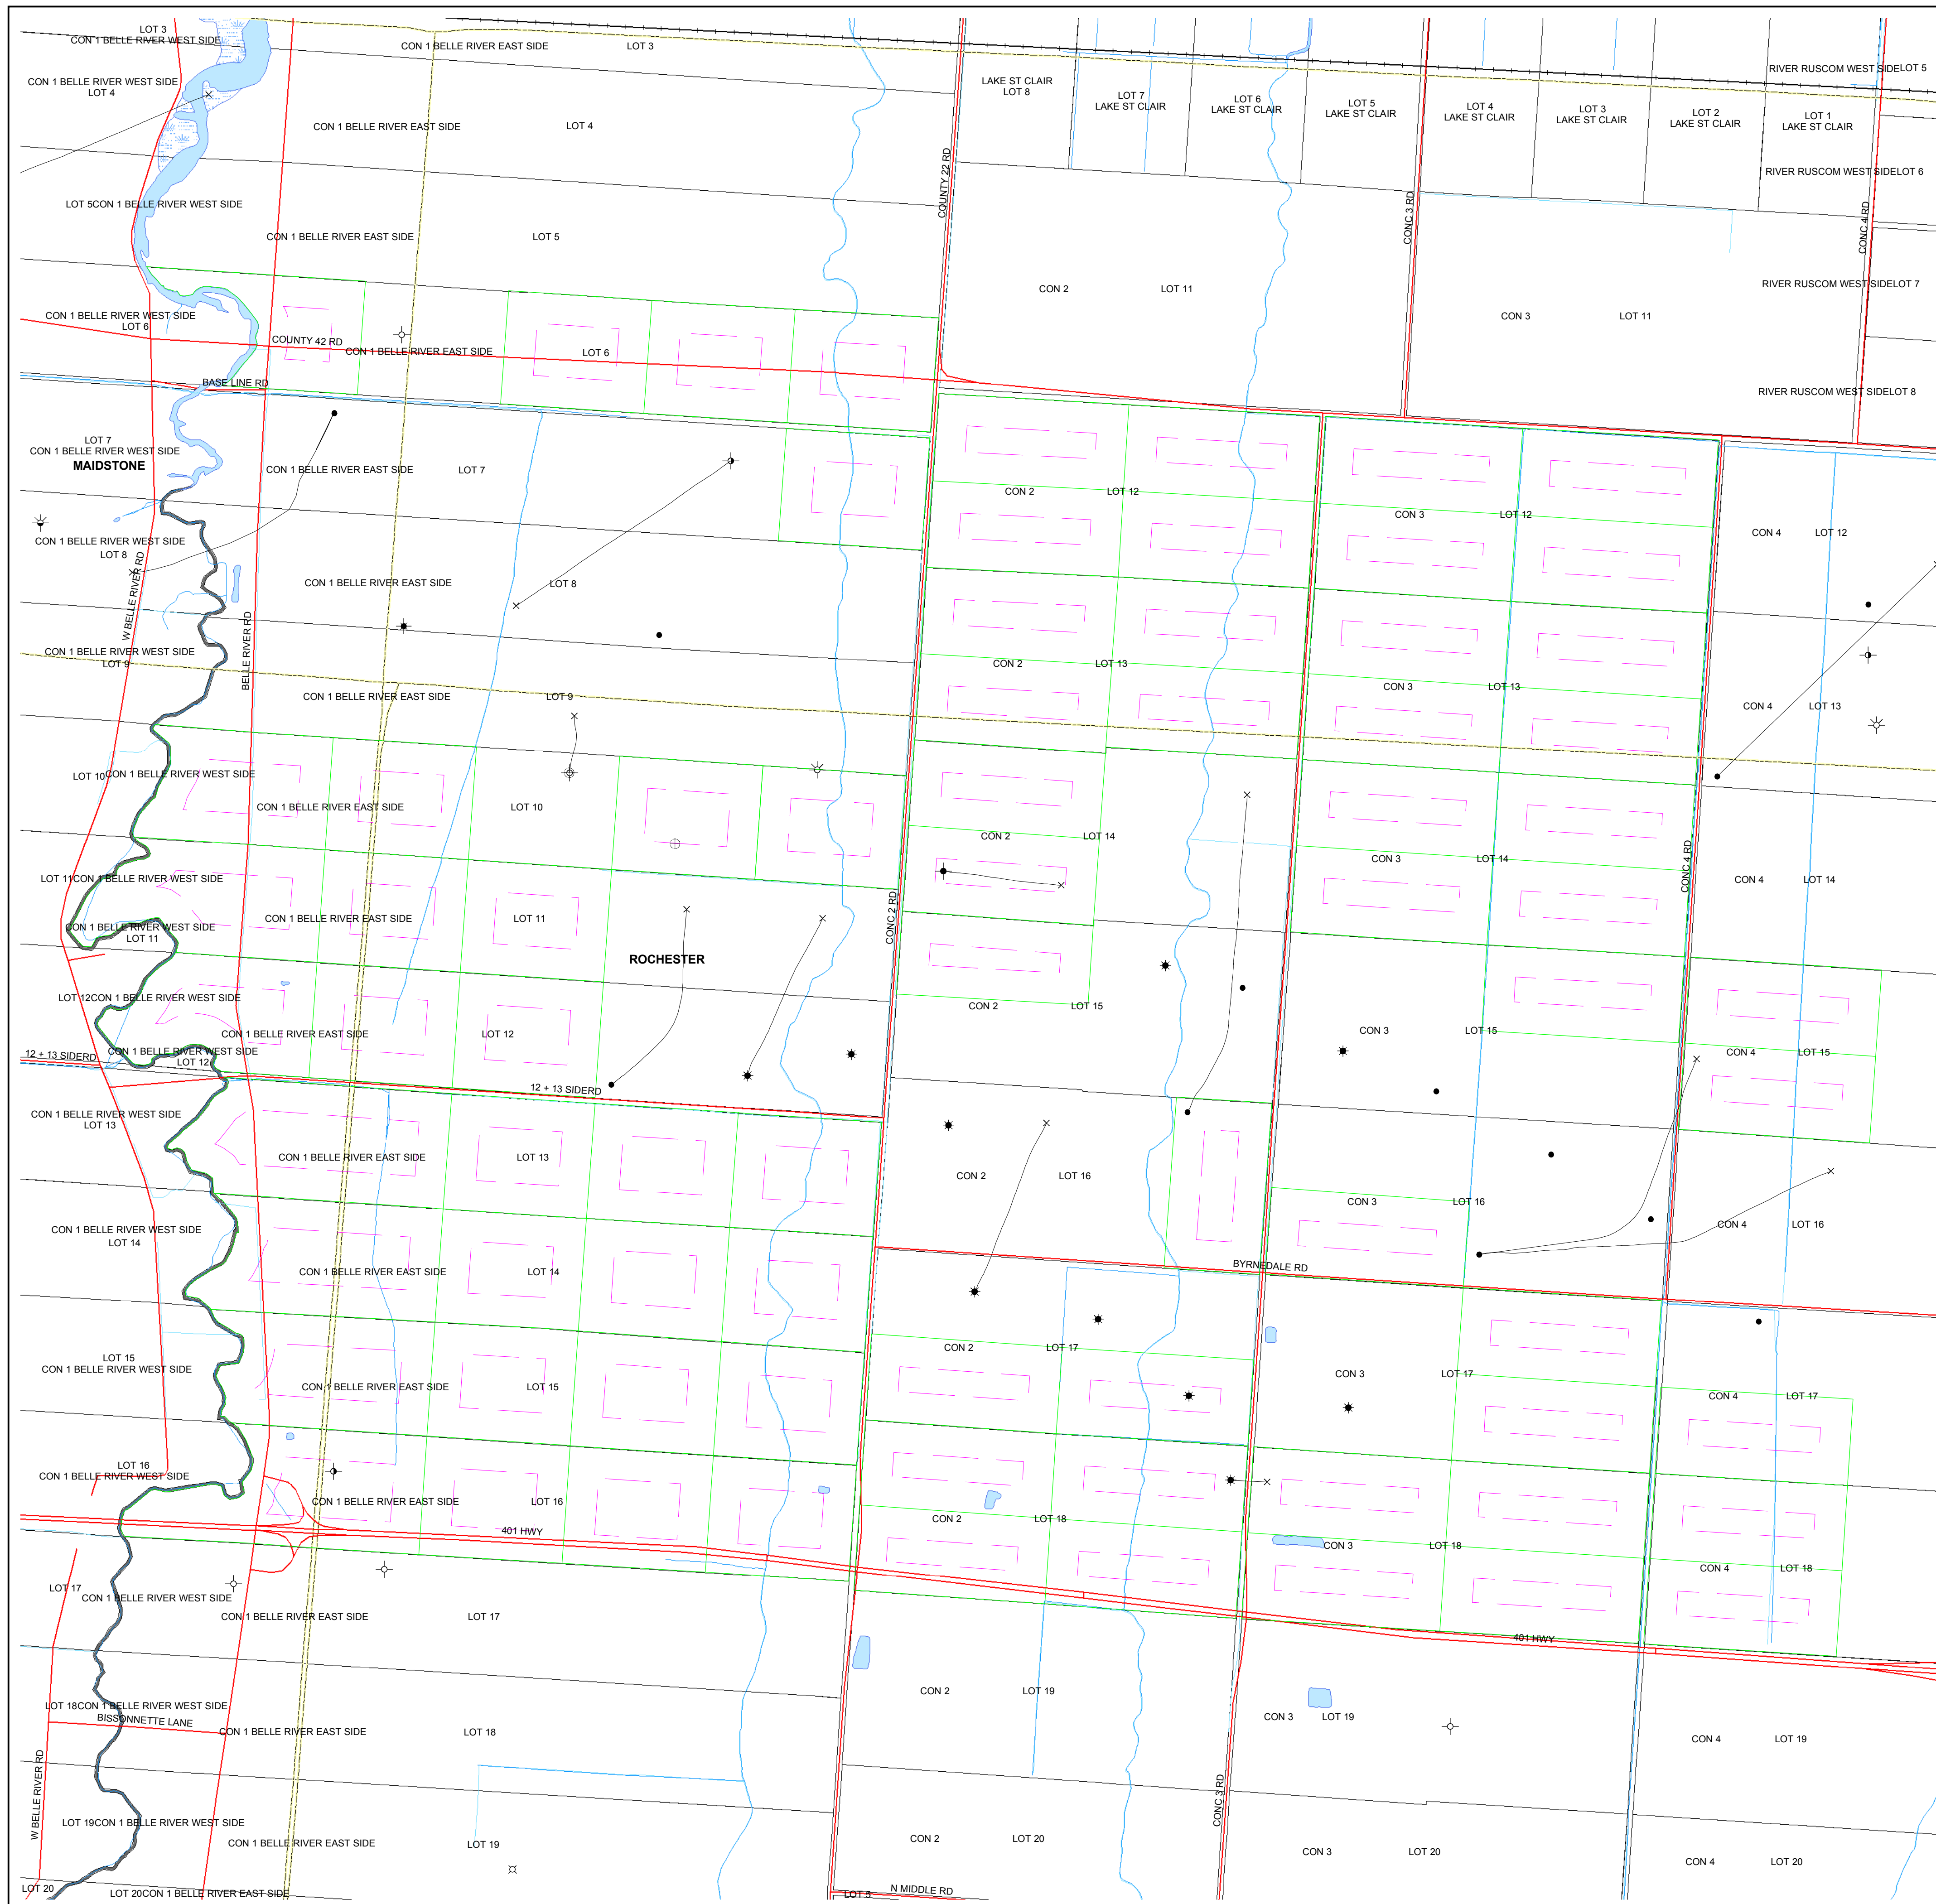 LOT 3
CON 1 BELLE RIVER WEST SIDE
CON 1 BELLE RIVER EAST SIDE
LOT 3
CON 1 BELLE RIVER WEST SIDE
LOT 4
CON 1 BELLE RIVER EAST SIDE
LOT 4
LAKE ST CLAIR
LOT 8
LOT 7
LAKE ST CLAIR
LOT 6
LAKE ST CLAIR
LOT 5
LAKE ST CLAIR
LOT 4
LAKE ST CLAIR
LOT 3
LAKE ST CLAIR
LOT 2
LAKE ST CLAIR
LOT 1
LAKE ST CLAIR
RIVER RUSCOM WEST SIDE LOT 5
RIVER RUSCOM WEST SIDE LOT 6
COUNTY 22 RD
CONC 3 RD
CONC 4 RD
LOT 5 CON 1 BELLE RIVER WEST SIDE
CON 1 BELLE RIVER EAST SIDE
LOT 5
CON 2
LOT 11
CON 3
LOT 11
RIVER RUSCOM WEST SIDE LOT 7
CON 1 BELLE RIVER WEST SIDE
LOT 6
COUNTY 42 RD
CON 1 BELLE RIVER EAST SIDE
LOT 6
BASE LINE RD
RIVER RUSCOM WEST SIDE LOT 8
LOT 7
CON 1 BELLE RIVER WEST SIDE
MAIDSTONE
CON 1 BELLE RIVER EAST SIDE
LOT 7
CON 2
LOT 12
CON 3
LOT 12
CON 4
LOT 12
CON 1 BELLE RIVER WEST SIDE
LOT 8
CON 1 BELLE RIVER EAST SIDE
LOT 8
W BELLE RIVER RD
BELLE RIVER RD
CON 1 BELLE RIVER WEST SIDE
LOT 9
CON 1 BELLE RIVER EAST SIDE
LOT 9
CON 2
LOT 13
CON 3
LOT 13
CON 4
LOT 13
LOT 10 CON 1 BELLE RIVER WEST SIDE
CON 1 BELLE RIVER EAST SIDE
LOT 10
CON 2
LOT 14
CON 3
LOT 14
CONC 4 RD
CON 4
LOT 14
LOT 11 CON 1 BELLE RIVER WEST SIDE
CON 1 BELLE RIVER WEST SIDE
LOT 11
CON 1 BELLE RIVER EAST SIDE
LOT 11
CONC 2 RD
ROCHESTER
LOT 12 CON 1 BELLE RIVER WEST SIDE
CON 1 BELLE RIVER EAST SIDE
LOT 12
CON 2
LOT 15
CON 3
LOT 15
CON 4
LOT 15
12 + 13 SIDERD
CON 1 BELLE RIVER WEST SIDE
LOT 12
12 + 13 SIDERD
CON 1 BELLE RIVER WEST SIDE
LOT 13
CON 1 BELLE RIVER EAST SIDE
LOT 13
CON 2
LOT 16
CON 3
LOT 16
CON 4
LOT 16
CON 1 BELLE RIVER WEST SIDE
LOT 14
CON 1 BELLE RIVER EAST SIDE
LOT 14
BYRNEDALE RD
LOT 15
CON 1 BELLE RIVER WEST SIDE
CON 1 BELLE RIVER EAST SIDE
LOT 15
CON 2
LOT 17
CON 3
LOT 17
CON 4
LOT 17
LOT 16
CON 1 BELLE RIVER WEST SIDE
CON 1 BELLE RIVER EAST SIDE
LOT 16
401 HWY
CON 2
LOT 18
CON 3
LOT 18
CON 4
LOT 18
LOT 17
CON 1 BELLE RIVER WEST SIDE
CON 1 BELLE RIVER EAST SIDE
LOT 17
401 HWY
LOT 18 CON 1 BELLE RIVER WEST SIDE
BISSONNETTE LANE
CON 1 BELLE RIVER EAST SIDE
LOT 18
CON 2
LOT 19
CON 3
LOT 19
CON 4
LOT 19
W BELLE RIVER RD
CONC 3 RD
LOT 19 CON 1 BELLE RIVER WEST SIDE
CON 1 BELLE RIVER EAST SIDE
LOT 19
CON 2
LOT 20
CON 3
LOT 20
CON 4
LOT 20
LOT 20
LOT 20 CON 1 BELLE RIVER EAST SIDE
LOT 5
N MIDDLE RD